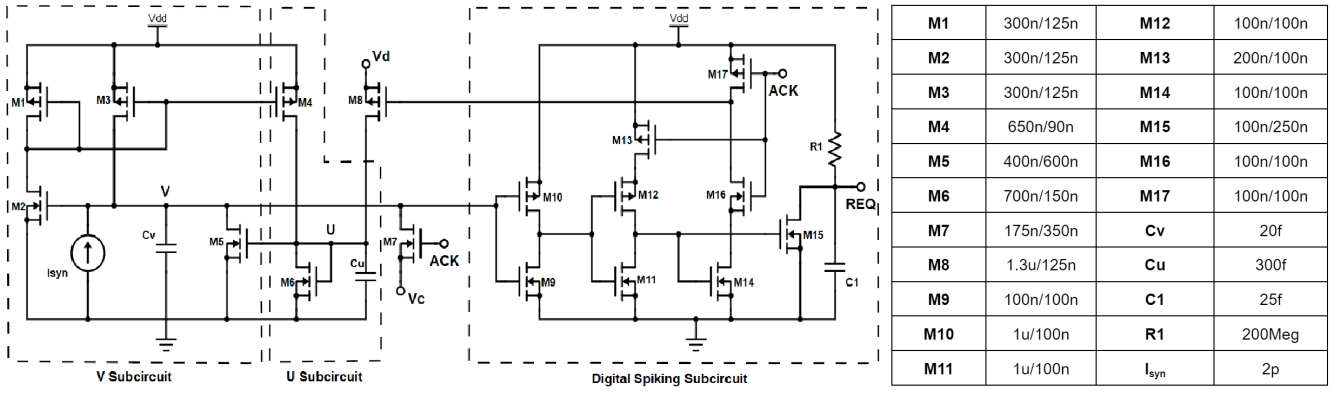 Vdd
Vdd
Vd
M1
M3
M4
M8
M17
ACK
M13
R1
V
M2
M10
M12
M16
REQ
Cv
M5
U
M7
ACK
M15
Isyn
M6
Cu
M9
M11
M14
C1
Vc
V Subcircuit
U Subcircuit
Digital Spiking Subcircuit
M1 300n/125n M12 100n/100n
M2 300n/125n M13 200n/100n
M3 300n/125n M14 100n/100n
M4 650n/90n M15 100n/250n
M5 400n/600n M16 100n/100n
M6 700n/150n M17 100n/100n
M7 175n/350n Cv 20f
M8 1.3u/125n Cu 300f
M9 100n/100n C1 25f
M10 1u/100n R1 200Meg
M11 1u/100n Isyn 2p